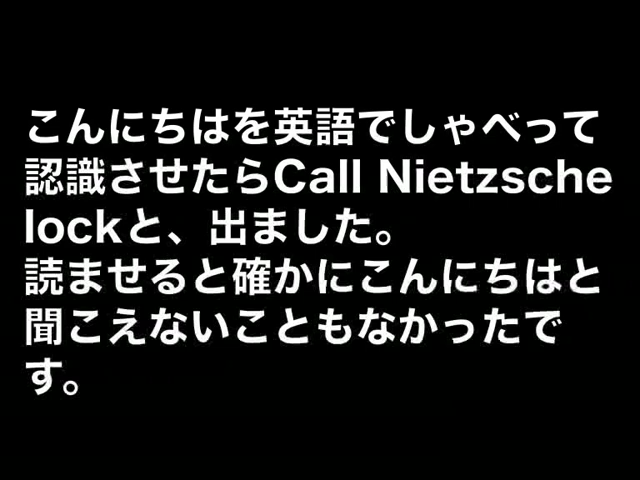 こんにちはを英語でしゃべって
認識させたらCall Nietzsche
lockと、出ました。
読ませると確かにこんにちはと
聞こえないこともなかったで
す。